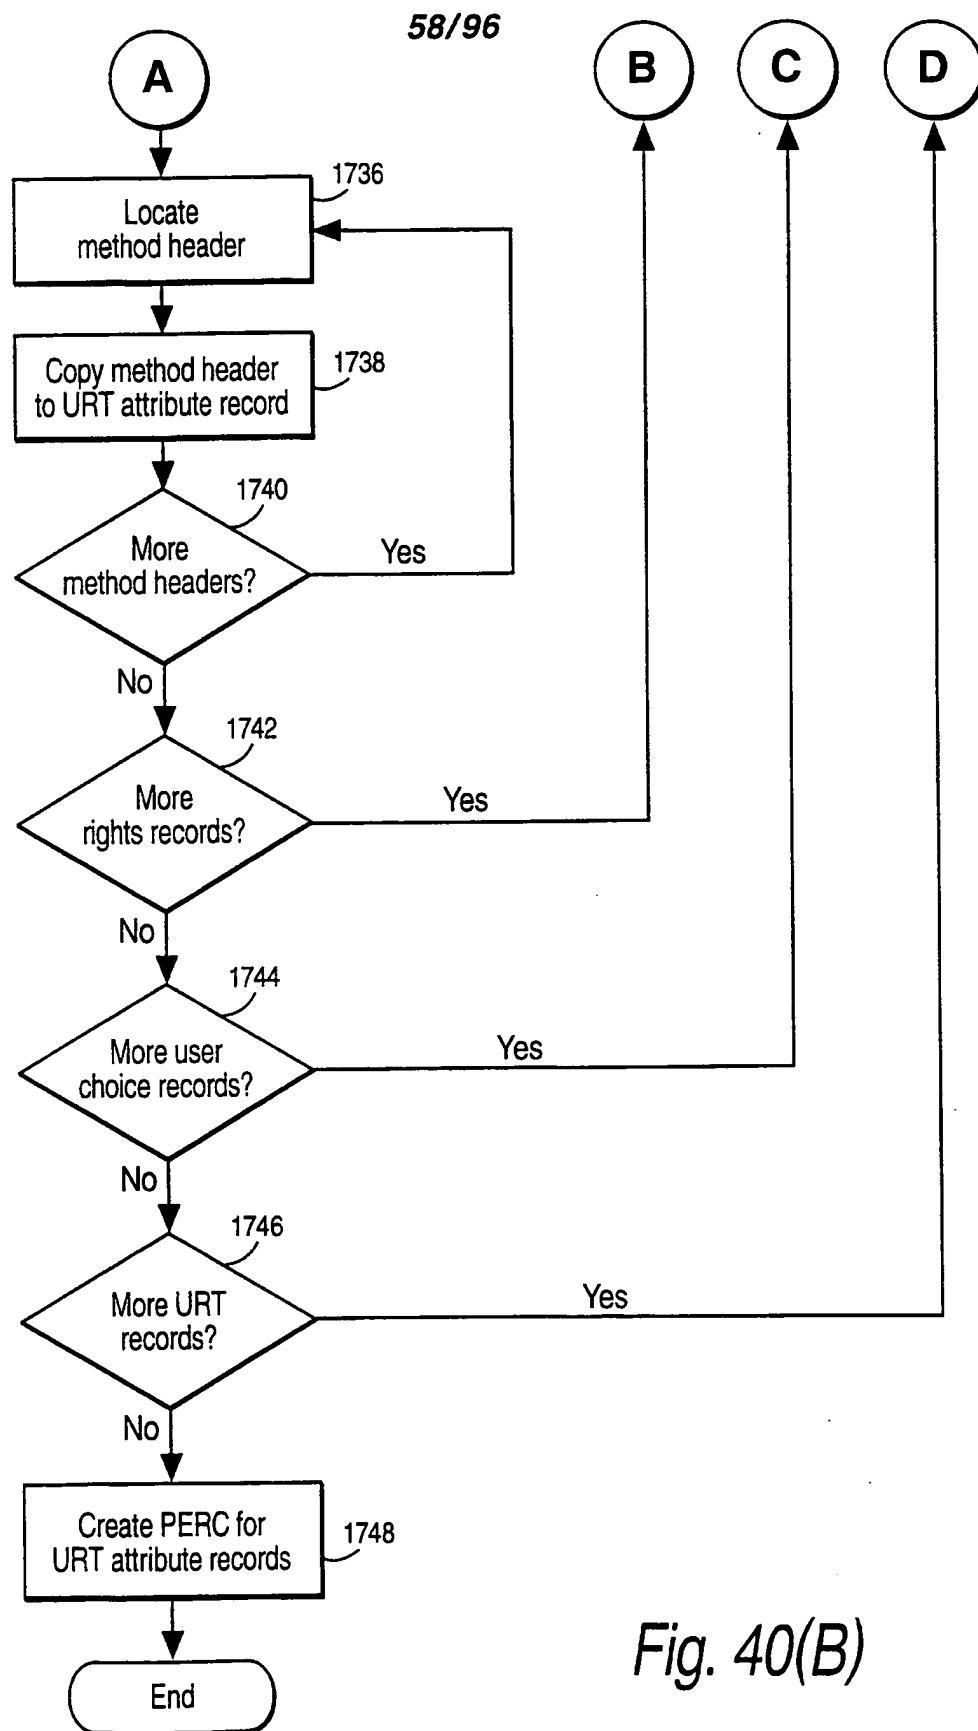 58/96
A
B
C
D
1736
Locate
method header
1738
Copy method header
to URT attribute record
1740
More
method headers?
Yes
No
1742
More
rights records?
Yes
No
1744
More user
choice records?
Yes
No
1746
More URT
records?
Yes
No
Create PERC for
URT attribute records
1748
End
Fig. 40(B)